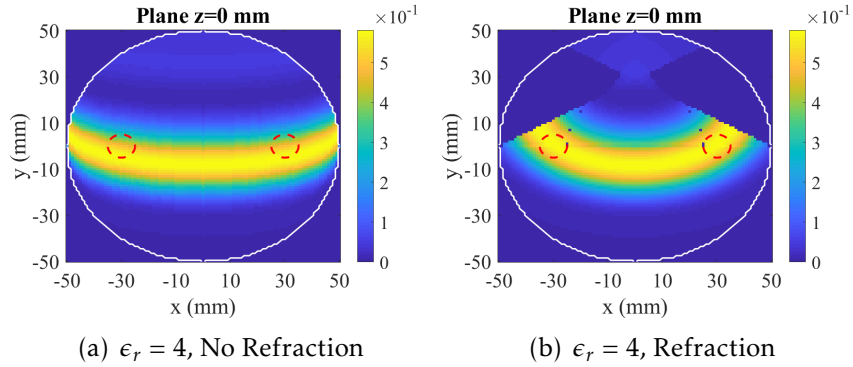 Plane z=0 mm
×10⁻¹
50
30
10
-10
-30
-50
y (mm)
-50 -30 -10 10 30 50
x (mm)
5
4
3
2
1
0
(a) ϵ_r = 4, No Refraction
Plane z=0 mm
×10⁻¹
50
30
10
-10
-30
-50
y (mm)
-50 -30 -10 10 30 50
x (mm)
5
4
3
2
1
0
(b) ϵ_r = 4, Refraction